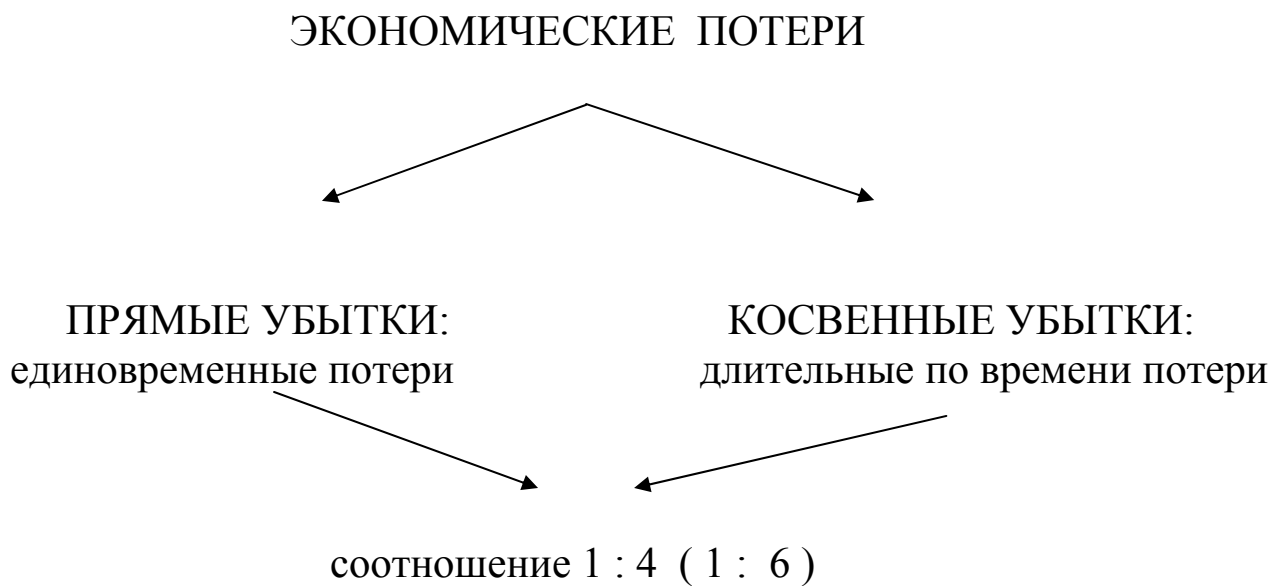 ЭКОНОМИЧЕСКИЕ ПОТЕРИ
ПРЯМЫЕ УБЫТКИ:
единовременные потери
КОСВЕННЫЕ УБЫТКИ:
длительные по времени потери
соотношение 1 : 4 ( 1 : 6 )